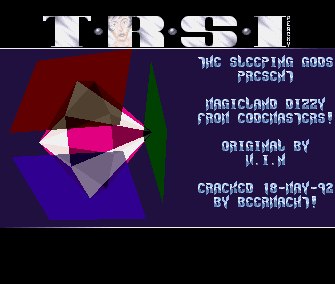 T·R·S·I
THE SLEEPING GODS
PRESENT
MAGICLAND DIZZY
FROM CODEMASTERS!
ORIGINAL BY
N.I.N
CRACKED 18-MAY-92
BY BEERMACHT!